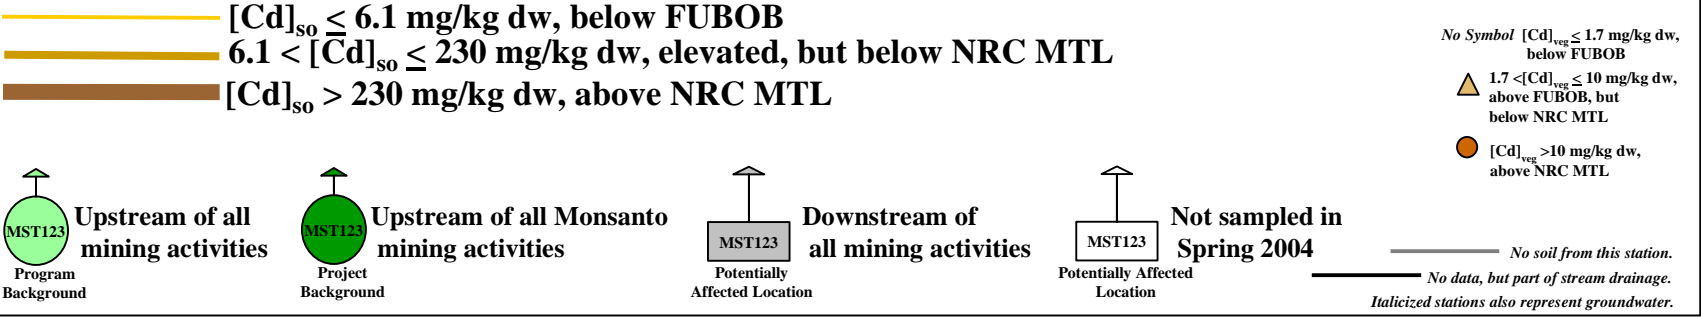 [Cd]so ≤ 6.1 mg/kg dw, below FUBOB
6.1 < [Cd]so ≤ 230 mg/kg dw, elevated, but below NRC MTL
[Cd]so > 230 mg/kg dw, above NRC MTL
No Symbol [Cd]veg ≤ 1.7 mg/kg dw,
below FUBOB
1.7 <[Cd]veg ≤ 10 mg/kg dw,
above FUBOB, but
below NRC MTL
[Cd]veg >10 mg/kg dw,
above NRC MTL
MST123
Upstream of all
mining activities
Program
Background
MST123
Upstream of all Monsanto
mining activities
Project
Background
MST123
Downstream of
all mining activities
Potentially
Affected Location
MST123
Not sampled in
Spring 2004
Potentially Affected
Location
No soil from this station.
No data, but part of stream drainage.
Italicized stations also represent groundwater.